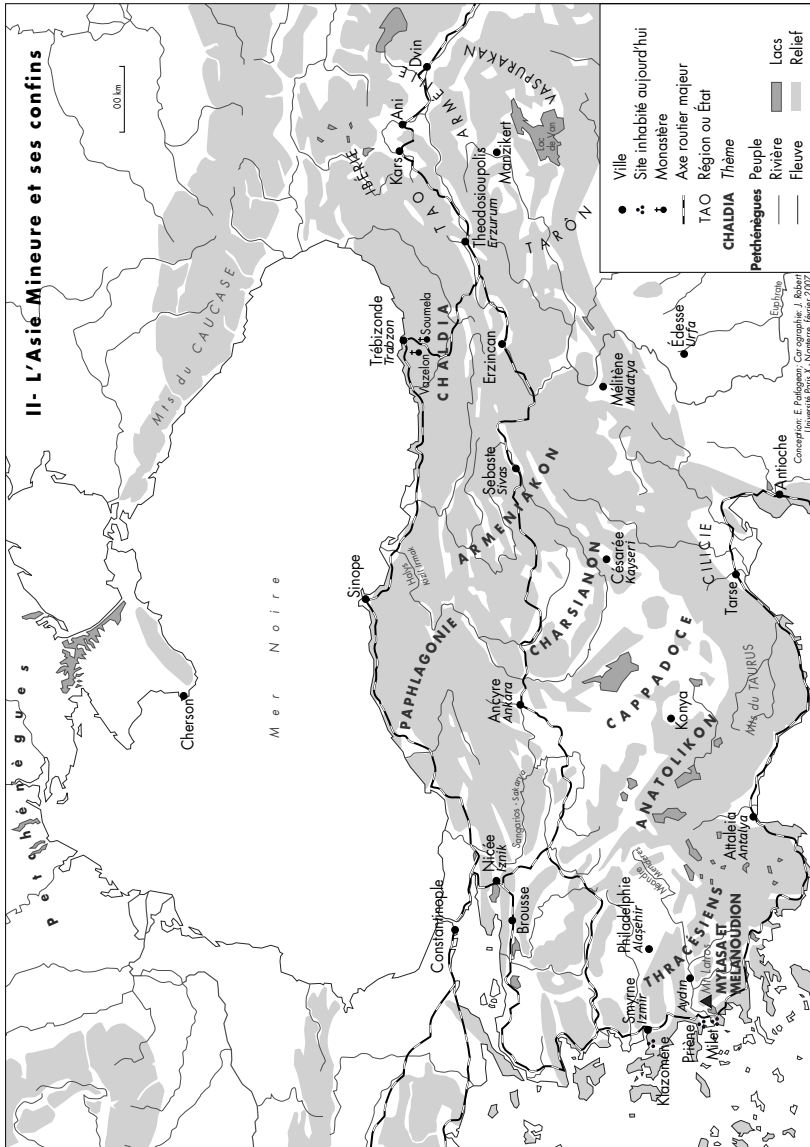 II- L'Asie Mineure et ses confins
00 km
Petchénègues
Mts du CAUCASE
Cherson
Mer Noire
Constantinople
Nicée
Iznik
Brousse
Sangarios - Sakarya
PAPHLAGONIE
Sinope
Halys
Kizil Irmak
Trébizonde
Trabzon
Vazelon
Soumela
CHALDIA
IBÉRIE
Kars
Ani
Dvin
ARMENIE
TAO
VASPURAKAN
Theodosioupolis
Erzurum
Manzikert
Lac
de Van
TARÔN
Erzincan
Sebaste
Sivas
ARMENIAKON
Ancyre
Ankara
CHARSIANON
Césarée
Kayseri
Mélitène
Malatya
Édesse
Urfa
Euphrate
CAPPADOCE
Konya
ANATOLIKON
Mts du TAURUS
CILICIE
Tarse
Antioche
Attaleia
Antalya
Méandre
Menderes
Philadelphie
Alaşehir
THRACÉSIENS
Smyrne
Izmir
Klazomène
Aydin
Priène
Milet
Mt Latros
MYLASA ET
MELANOUDION
Ville
Site inhabité aujourd'hui
Monastère
Axe routier majeur
TAO Région ou État
CHALDIA Thème
Petchénègues Peuple
Rivière
Fleuve
Lacs
Relief
Conception: E. Patlagean; Cartographie: J. Robert
Université Paris X - Nanterre, février 2007